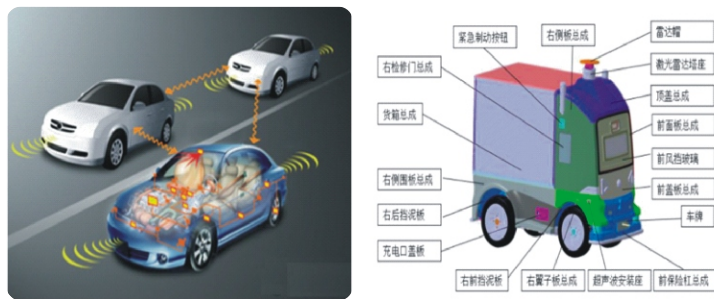 紧急制动按钮
右侧板总成
雷达帽
激光雷达塔座
右检修门总成
顶盖总成
货箱总成
前面板总成
前风挡玻璃
右侧围板总成
前盖板总成
右后挡泥板
车牌
充电口盖板
右前挡泥板
右翼子板总成
超声波安装座
前保险杠总成